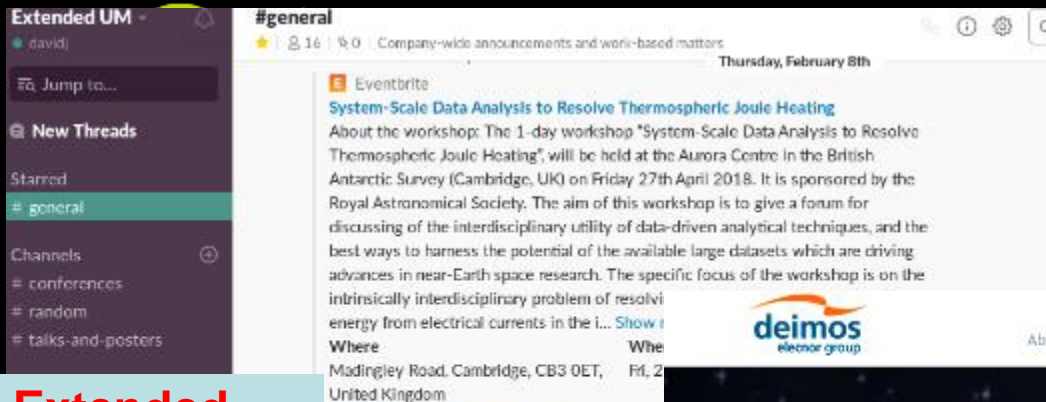 Extended UM
david
Jump to...
New Threads
Starred
# general
Channels
# conferences
# random
# talks-and-posters
Extended
#general
16 | 0 | Company-wide announcements and work-based matters
Thursday, February 8th
Eventbrite
System-Scale Data Analysis to Resolve Thermospheric Joule Heating
About the workshop: The 1-day workshop "System-Scale Data Analysis to Resolve
Thermospheric Joule Heating", will be held at the Aurora Centre in the British
Antarctic Survey (Cambridge, UK) on Friday 27th April 2018. It is sponsored by the
Royal Astronomical Society. The aim of this workshop is to give a forum for
discussing of the interdisciplinary utility of data-driven analytical techniques, and the
best ways to harness the potential of the available large datasets which are driving
advances in near-Earth space research. The specific focus of the workshop is on the
intrinsically interdisciplinary problem of resolvi
energy from electrical currents in the i... Show
Where
Whe
Madingley Road, Cambridge, CB3 0ET,
Fri, 2
United Kingdom
deimos
elecnor group
Ab